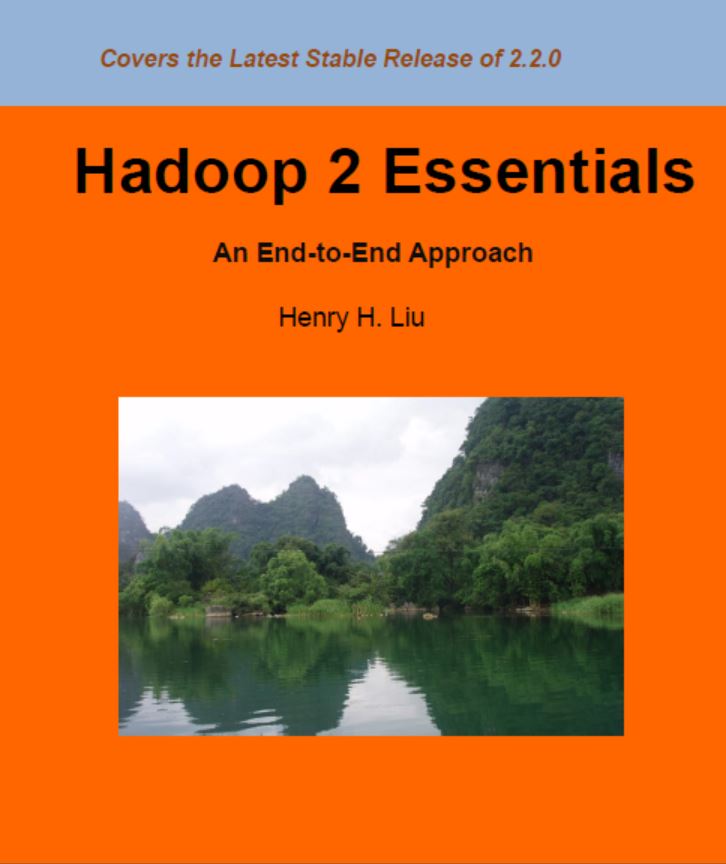 Covers the Latest Stable Release of 2.2.0
Hadoop 2 Essentials
An End-to-End Approach
Henry H. Liu